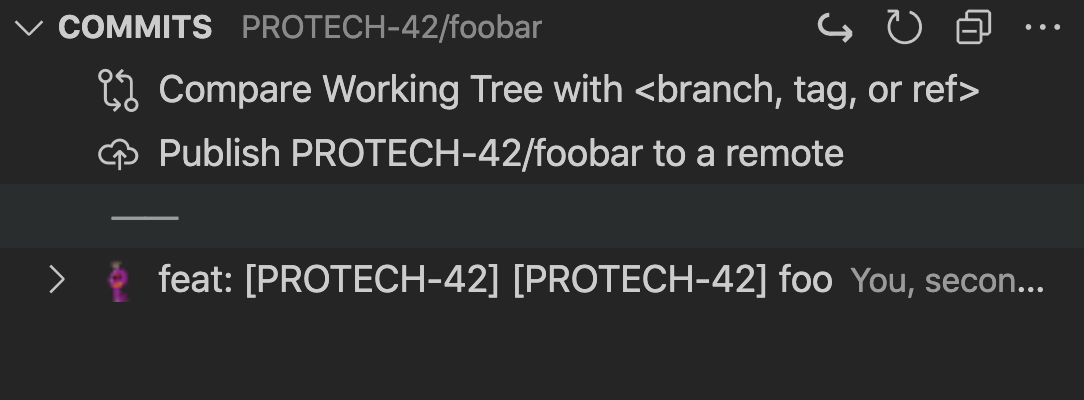 COMMITS PROTECH-42/foobar
Compare Working Tree with <branch, tag, or ref>
Publish PROTECH-42/foobar to a remote
feat: [PROTECH-42] [PROTECH-42] foo You, secon...